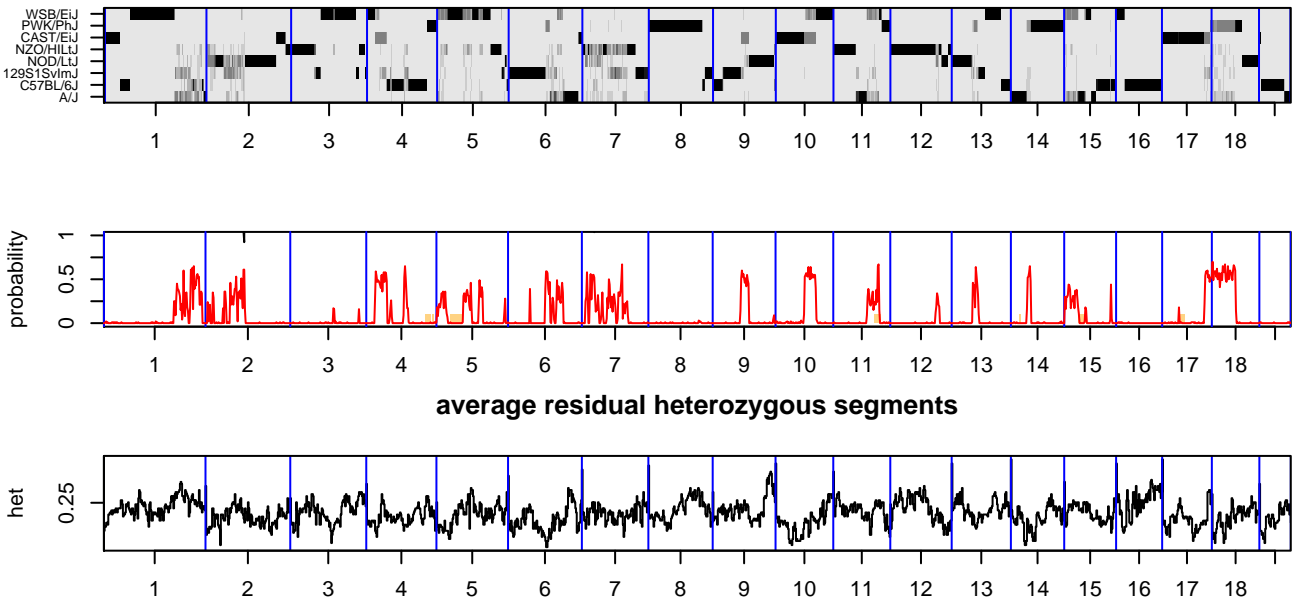 WSB/EiJ
PWK/PhJ
CAST/EiJ
NZO/HILtJ
NOD/LtJ
129S1SvImJ
C57BL/6J
A/J
1 2 3 4 5 6 7 8 9 10 11 12 13 14 15 16 17 18
probability
1
0.5
0
1 2 3 4 5 6 7 8 9 10 11 12 13 14 15 16 17 18
average residual heterozygous segments
het
0.25
1 2 3 4 5 6 7 8 9 10 11 12 13 14 15 16 17 18